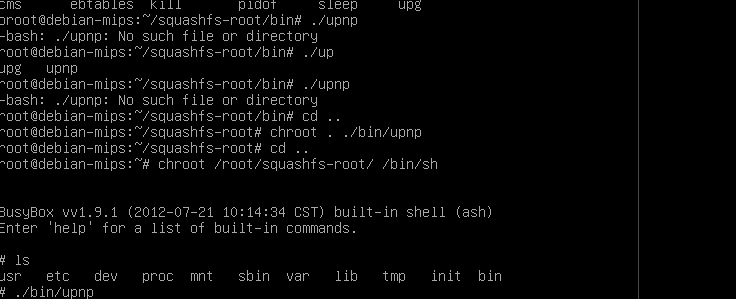 cms      ebtables  kill       pidof     sleep     upg
oroot@debian-mips:~/squashfs-root/bin# ./upnp
-bash: ./upnp: No such file or directory
root@debian-mips:~/squashfs-root/bin# ./up
upg   upnp
root@debian-mips:~/squashfs-root/bin# ./upnp
-bash: ./upnp: No such file or directory
root@debian-mips:~/squashfs-root/bin# cd ..
root@debian-mips:~/squashfs-root# chroot . ./bin/upnp
root@debian-mips:~/squashfs-root# cd ..
root@debian-mips:~# chroot /root/squashfs-root/ /bin/sh
BusyBox vv1.9.1 (2012-07-21 10:14:34 CST) built-in shell (ash)
Enter 'help' for a list of built-in commands.
# ls
usr   etc   dev   proc  mnt   sbin  var   lib   tmp   init  bin
# ./bin/upnp